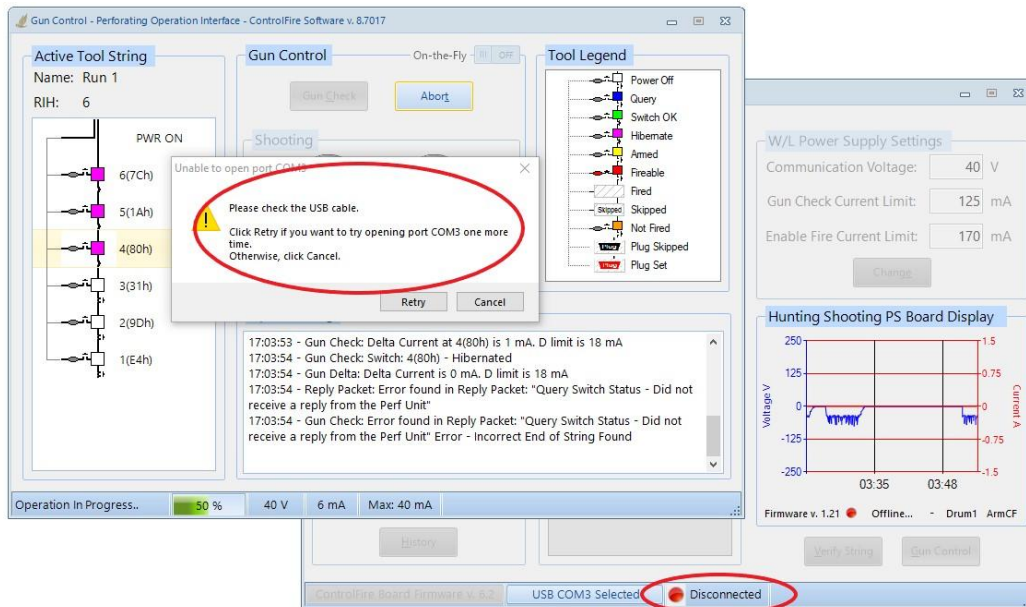 Gun Control - Perforating Operation Interface - ControlFire Software v. 8.7017
Active Tool String
Name: Run 1
RIH: 6
PWR ON
6(7Ch)
5(1Ah)
4(80h)
3(31h)
2(9Dh)
1(E4h)
Gun Control
On-the-Fly
OFF
Gun Check
Abort
Shooting
Tool Legend
Power Off
Query
Switch OK
Hibernate
Armed
Fireable
Fired
Skipped Skipped
Not Fired
Plug Plug Skipped
Plug Plug Set
Unable to open port COM3
Please check the USB cable.
Click Retry if you want to try opening port COM3 one more
time.
Otherwise, click Cancel.
Retry
Cancel
17:03:53 - Gun Check: Delta Current at 4(80h) is 1 mA. D limit is 18 mA
17:03:54 - Gun Check: Switch: 4(80h) - Hibernated
17:03:54 - Gun Delta: Delta Current is 0 mA. D limit is 18 mA
17:03:54 - Reply Packet: Error found in Reply Packet: "Query Switch Status - Did not
receive a reply from the Perf Unit"
17:03:54 - Gun Check: Error found in Reply Packet: "Query Switch Status - Did not
receive a reply from the Perf Unit" Error - Incorrect End of String Found
Operation In Progress..
50 %
40 V
6 mA
Max: 40 mA
W/L Power Supply Settings
Communication Voltage: 40 V
Gun Check Current Limit: 125 mA
Enable Fire Current Limit: 170 mA
Change
Hunting Shooting PS Board Display
250
125
0
-125
-250
Voltage V
1.5
0.75
0
-0.75
-1.5
Current A
03:35
03:48
Firmware v. 1.21
Offline...
-
Drum1
ArmCF
History
Verify String
Gun Control
ControlFire Board Firmware v. 6.2
USB COM3 Selected
Disconnected